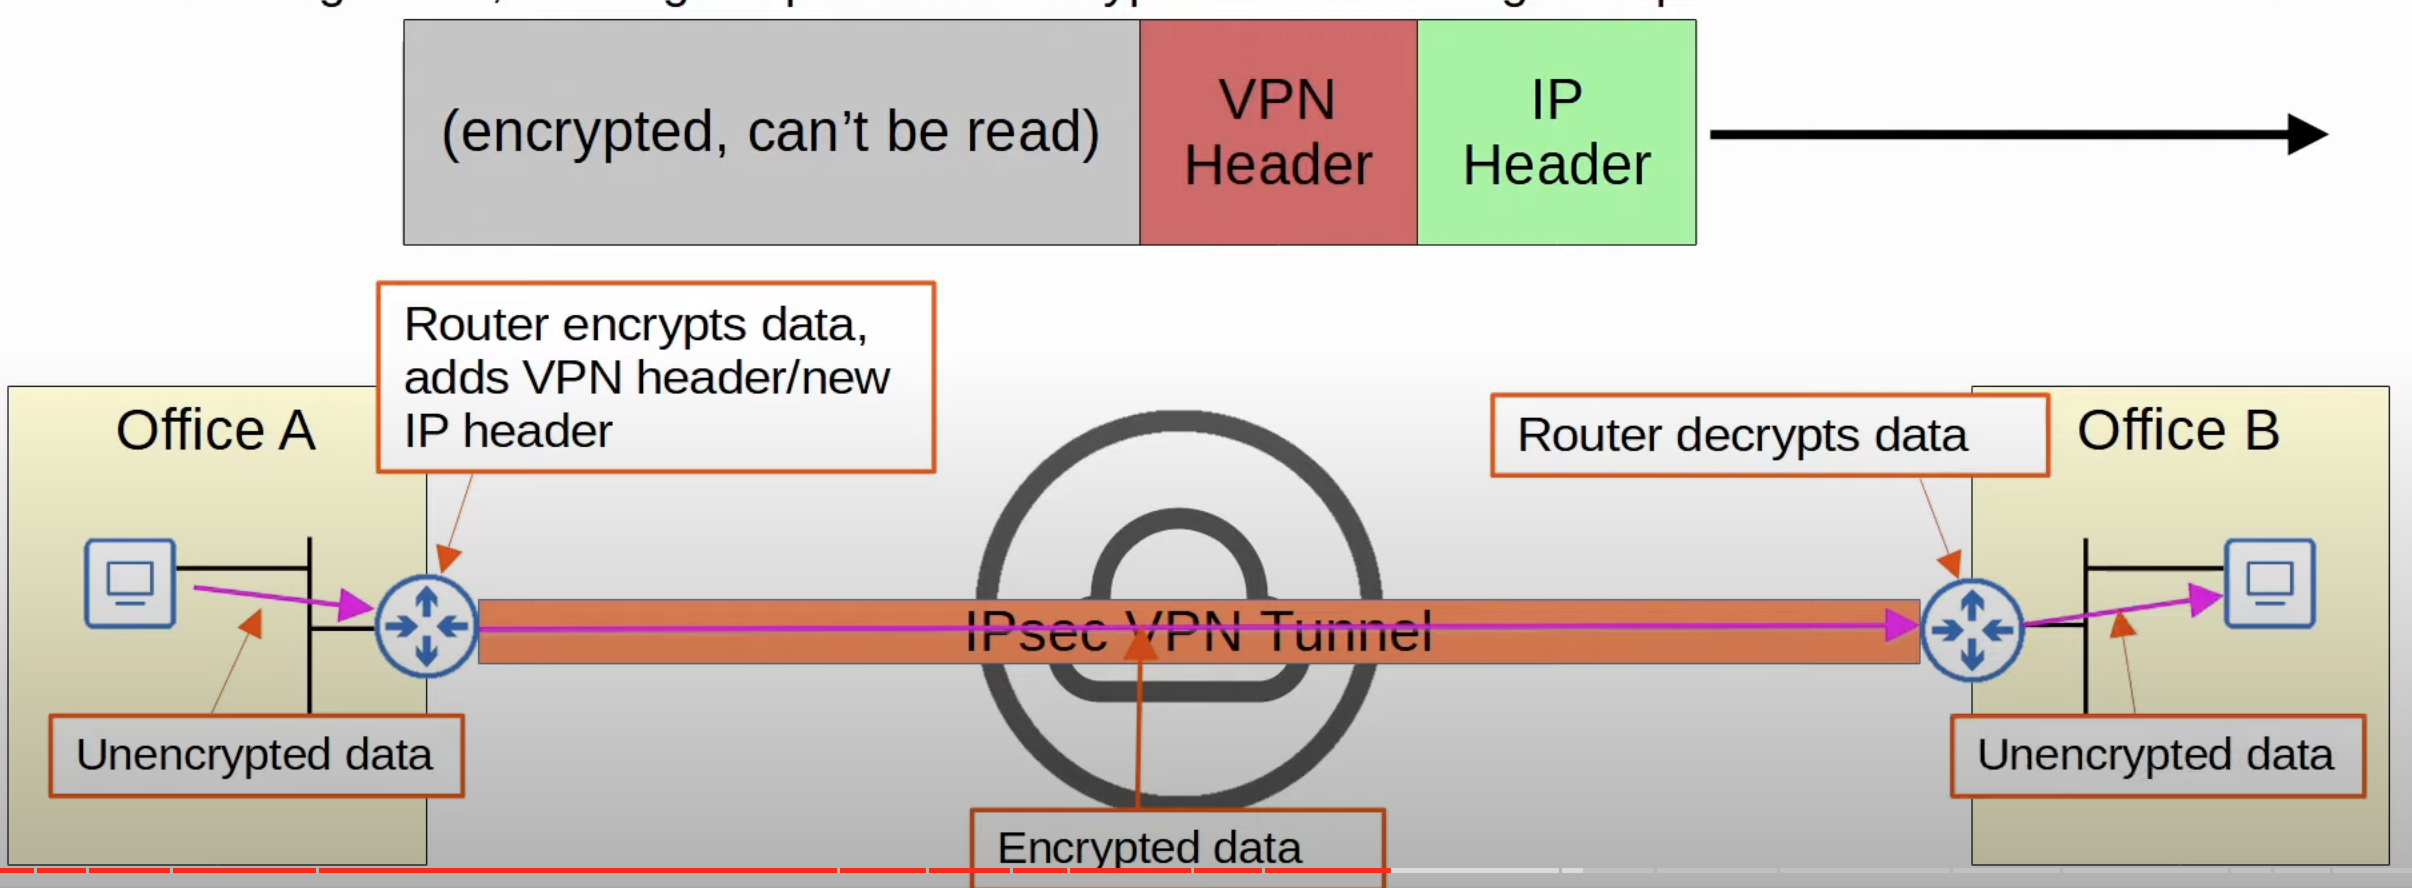 (encrypted, can’t be read)
VPN
Header
IP
Header
Router encrypts data,
adds VPN header/new
IP header
Office A
Router decrypts data
Office B
IPsec VPN Tunnel
Unencrypted data
Unencrypted data
Encrypted data